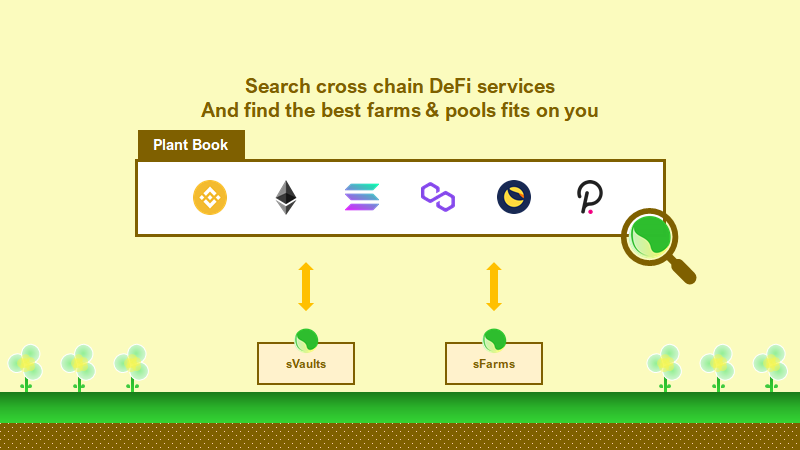 Search cross chain DeFi services
And find the best farms & pools fits on you
Plant Book
sVaults
sFarms